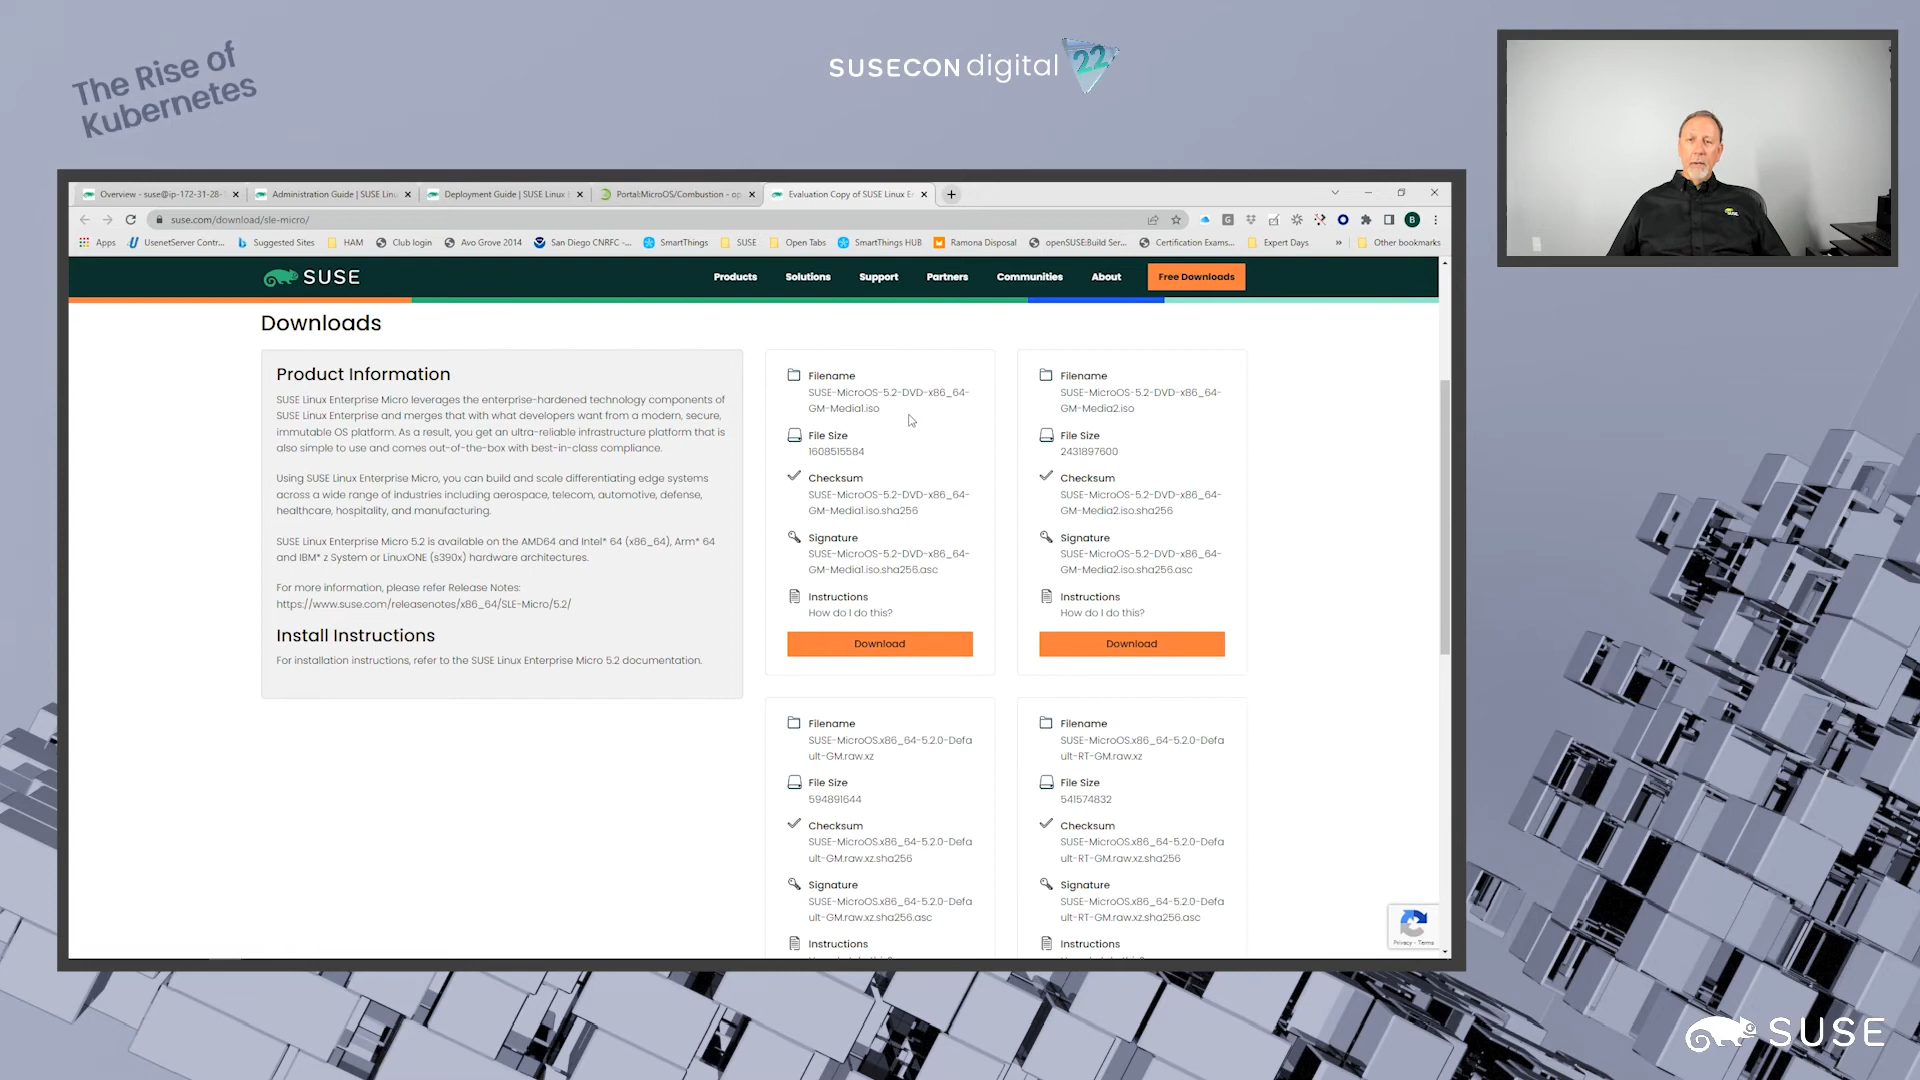 The Rise of
Kubernetes
SUSECON digital 22
Overview - suse@ip-172-31-28-
Administration Guide | SUSE Linu
Deployment Guide | SUSE Linux
Portal:MicroOS/Combustion - op
Evaluation Copy of SUSE Linux E
suse.com/download/sle-micro/
B
Apps
UsenetServer Contr...
Suggested Sites
HAM
Club login
Avo Grove 2014
San Diego CNRFC -...
SmartThings
SUSE
Open Tabs
SmartThings HUB
Ramona Disposal
openSUSE:Build Ser...
Certification Exams...
Expert Days
»
Other bookmarks
SUSE
Products
Solutions
Support
Partners
Communities
About
Free Downloads
Downloads
Product Information
SUSE Linux Enterprise Micro leverages the enterprise-hardened technology components of
SUSE Linux Enterprise and merges that with what developers want from a modern, secure,
immutable OS platform. As a result, you get an ultra-reliable infrastructure platform that is
also simple to use and comes out-of-the-box with best-in-class compliance.
Using SUSE Linux Enterprise Micro, you can build and scale differentiating edge systems
across a wide range of industries including aerospace, telecom, automotive, defense,
healthcare, hospitality, and manufacturing.
SUSE Linux Enterprise Micro 5.2 is available on the AMD64 and Intel* 64 (x86_64), Arm* 64
and IBM* z System or LinuxONE (s390x) hardware architectures.
For more information, please refer Release Notes:
https://www.suse.com/releasenotes/x86_64/SLE-Micro/5.2/
Install Instructions
For installation instructions, refer to the SUSE Linux Enterprise Micro 5.2 documentation.
Filename
SUSE-MicroOS-5.2-DVD-x86_64-
GM-Media1.iso
File Size
1608515584
Checksum
SUSE-MicroOS-5.2-DVD-x86_64-
GM-Media1.iso.sha256
Signature
SUSE-MicroOS-5.2-DVD-x86_64-
GM-Media1.iso.sha256.asc
Instructions
How do I do this?
Download
Filename
SUSE-MicroOS-5.2-DVD-x86_64-
GM-Media2.iso
File Size
2431897600
Checksum
SUSE-MicroOS-5.2-DVD-x86_64-
GM-Media2.iso.sha256
Signature
SUSE-MicroOS-5.2-DVD-x86_64-
GM-Media2.iso.sha256.asc
Instructions
How do I do this?
Download
Filename
SUSE-MicroOS.x86_64-5.2.0-Defa
ult-GM.raw.xz
File Size
594891644
Checksum
SUSE-MicroOS.x86_64-5.2.0-Defa
ult-GM.raw.xz.sha256
Signature
SUSE-MicroOS.x86_64-5.2.0-Defa
ult-GM.raw.xz.sha256.asc
Instructions
Filename
SUSE-MicroOS.x86_64-5.2.0-Defa
ult-RT-GM.raw.xz
File Size
541574832
Checksum
SUSE-MicroOS.x86_64-5.2.0-Defa
ult-RT-GM.raw.xz.sha256
Signature
SUSE-MicroOS.x86_64-5.2.0-Defa
ult-RT-GM.raw.xz.sha256.asc
Instructions
Privacy - Terms
SUSE